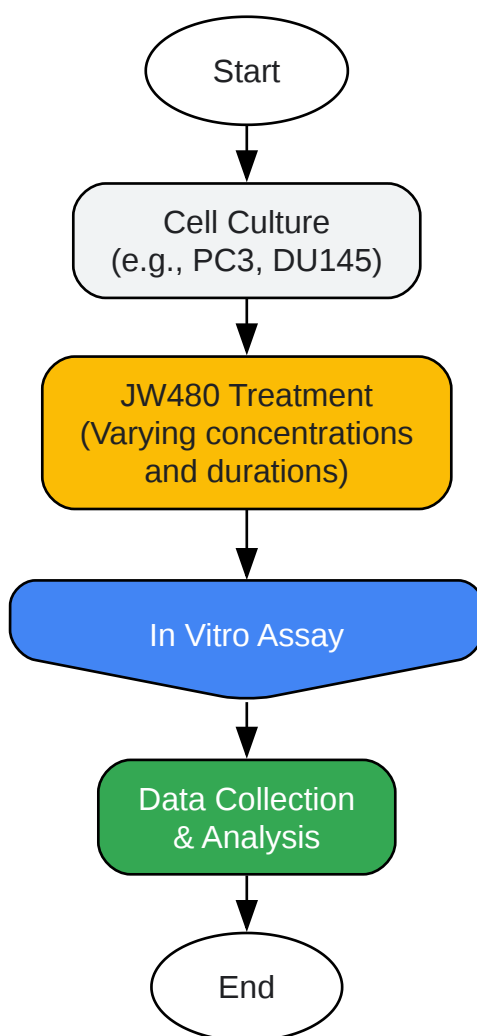 Start
Cell Culture
(e.g., PC3, DU145)
JW480 Treatment
(Varying concentrations
and durations)
In Vitro Assay
Data Collection
& Analysis
End